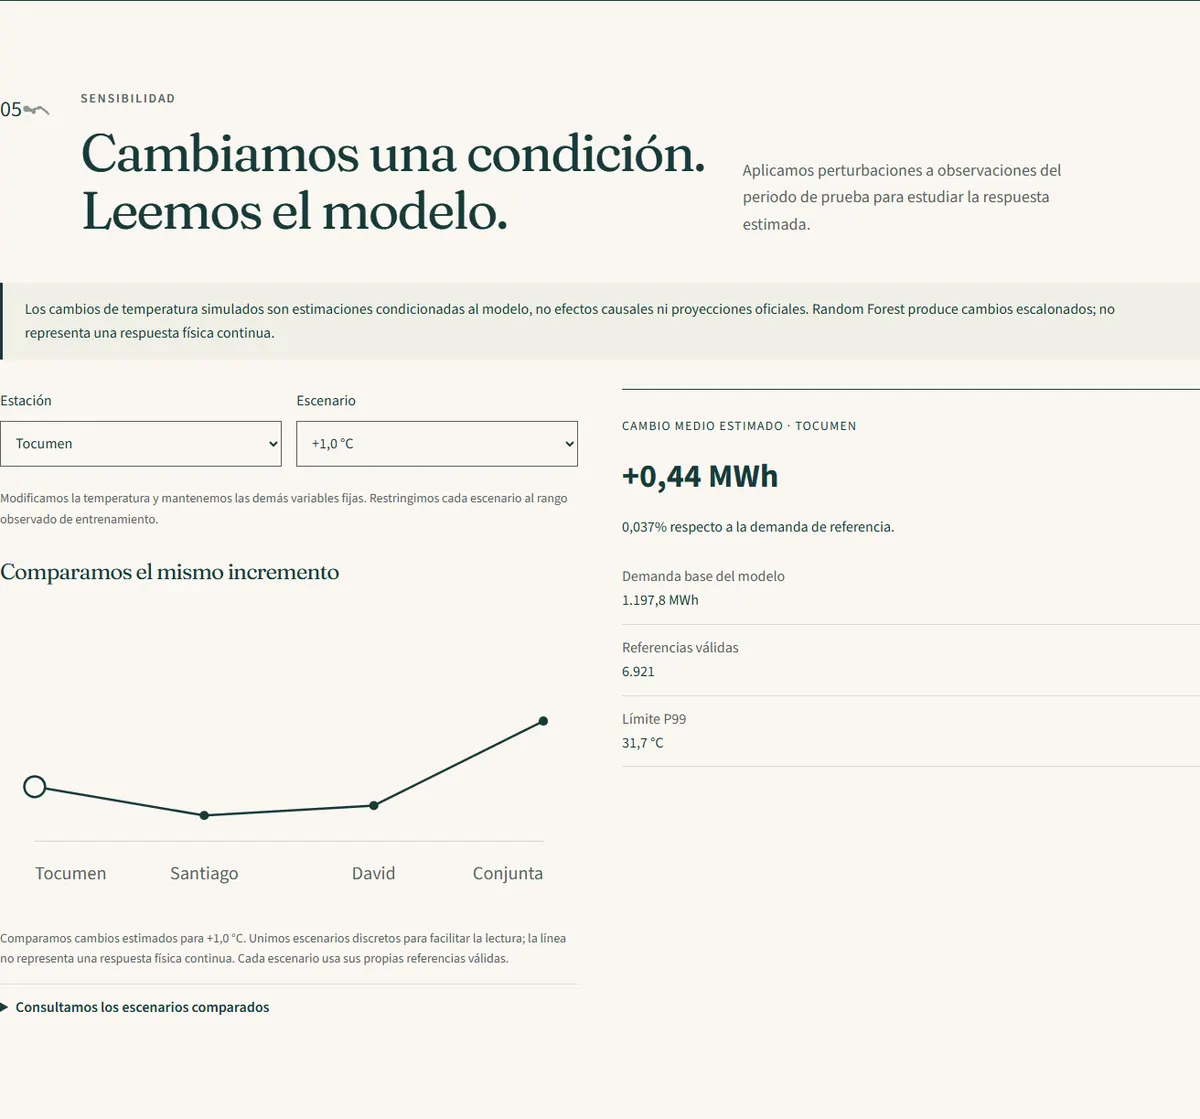 05
SENSIBILIDAD
Cambiamos una condición.
Leemos el modelo.
Aplicamos perturbaciones a observaciones del
periodo de prueba para estudiar la respuesta
estimada.
Los cambios de temperatura simulados son estimaciones condicionadas al modelo, no efectos causales ni proyecciones oficiales. Random Forest produce cambios escalonados; no
representa una respuesta física continua.
Estación
Escenario
Tocumen
+1,0 °C
Modificamos la temperatura y mantenemos las demás variables fijas. Restringimos cada escenario al rango
observado de entrenamiento.
Comparamos el mismo incremento
Tocumen
Santiago
David
Conjunta
Comparamos cambios estimados para +1,0 °C. Unimos escenarios discretos para facilitar la lectura; la línea
no representa una respuesta física continua. Cada escenario usa sus propias referencias válidas.
Consultamos los escenarios comparados
CAMBIO MEDIO ESTIMADO · TOCUMEN
+0,44 MWh
0,037% respecto a la demanda de referencia.
Demanda base del modelo
1.197,8 MWh
Referencias válidas
6.921
Límite P99
31,7 °C